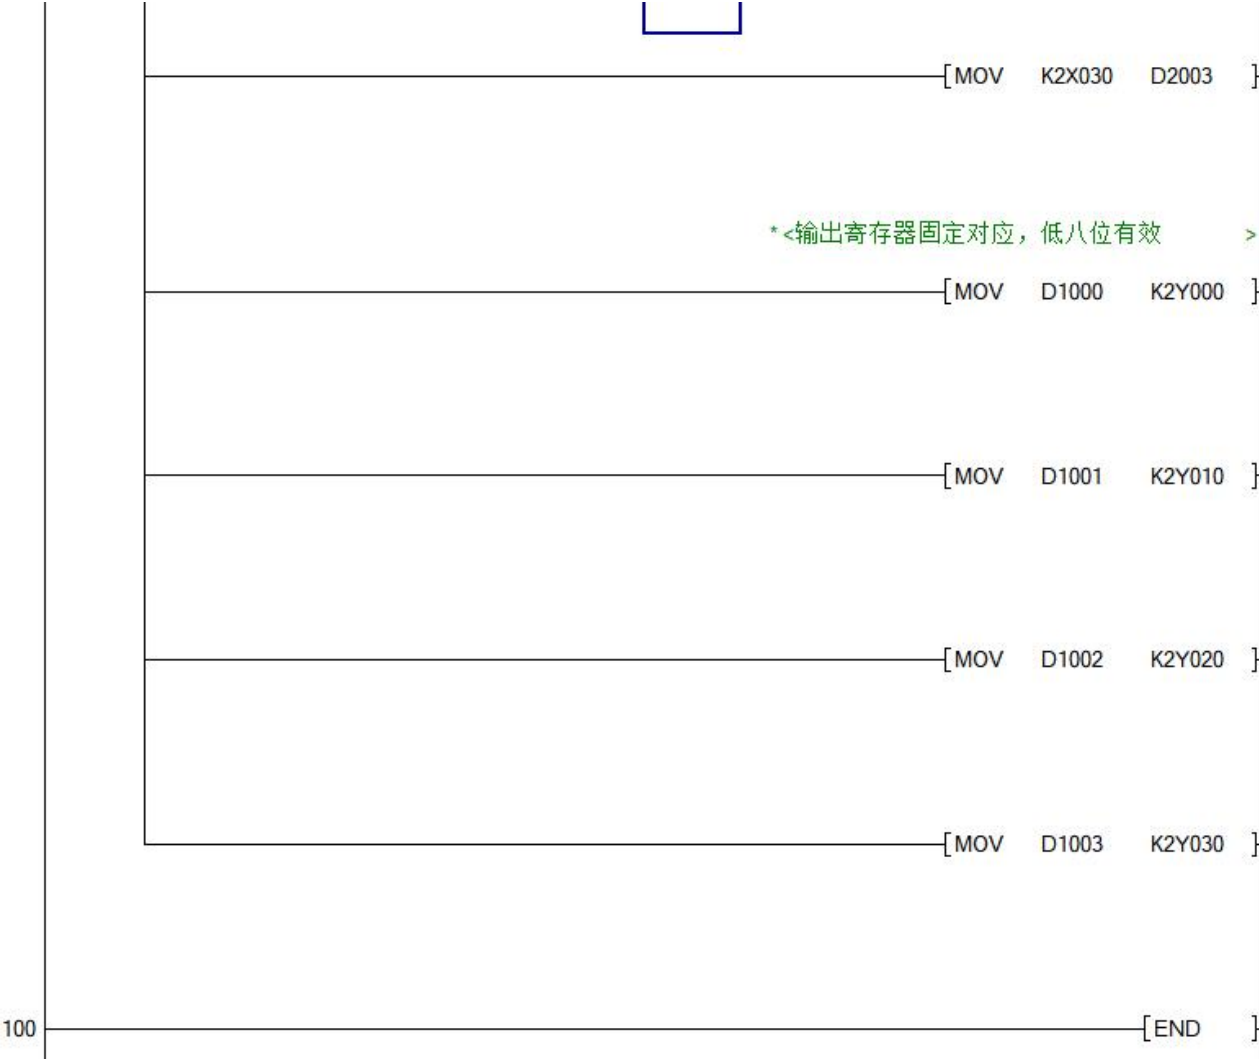 [MOV K2X030 D2003 ]
*<输出寄存器固定对应，低八位有效 >
[MOV D1000 K2Y000 ]
[MOV D1001 K2Y010 ]
[MOV D1002 K2Y020 ]
[MOV D1003 K2Y030 ]
100 [END ]